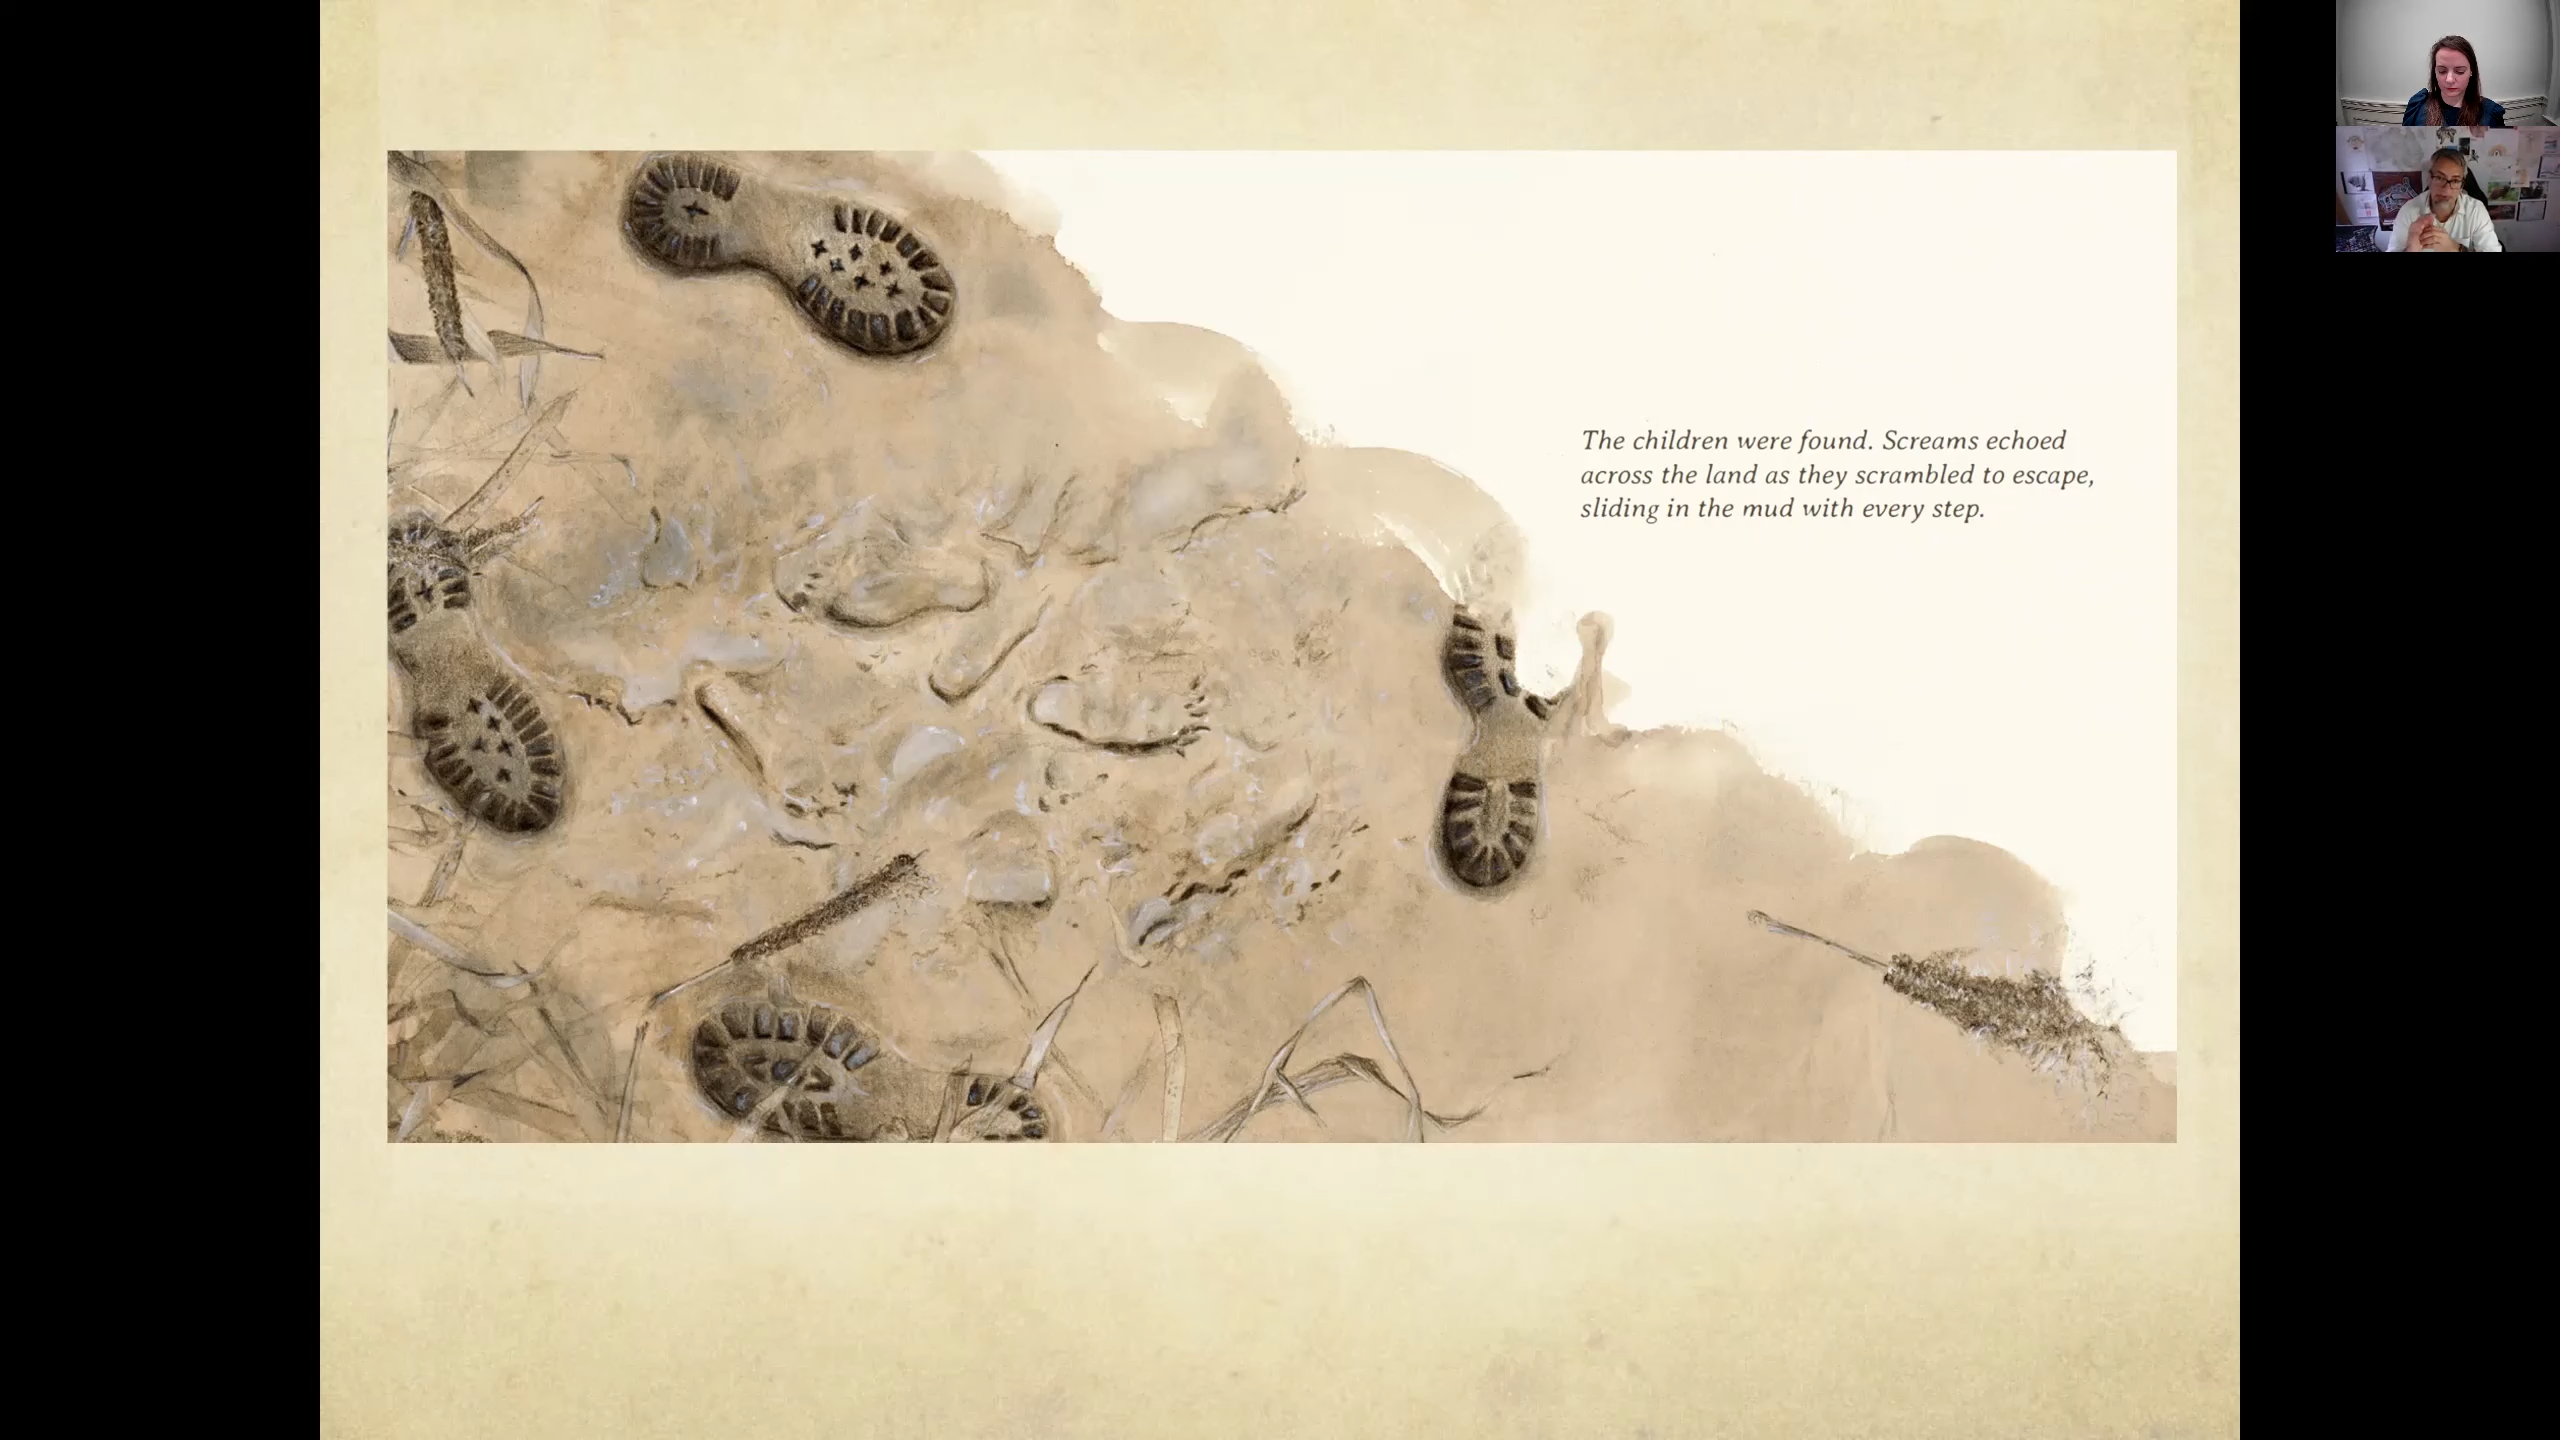 The children were found. Screams echoed
across the land as they scrambled to escape,
sliding in the mud with every step.